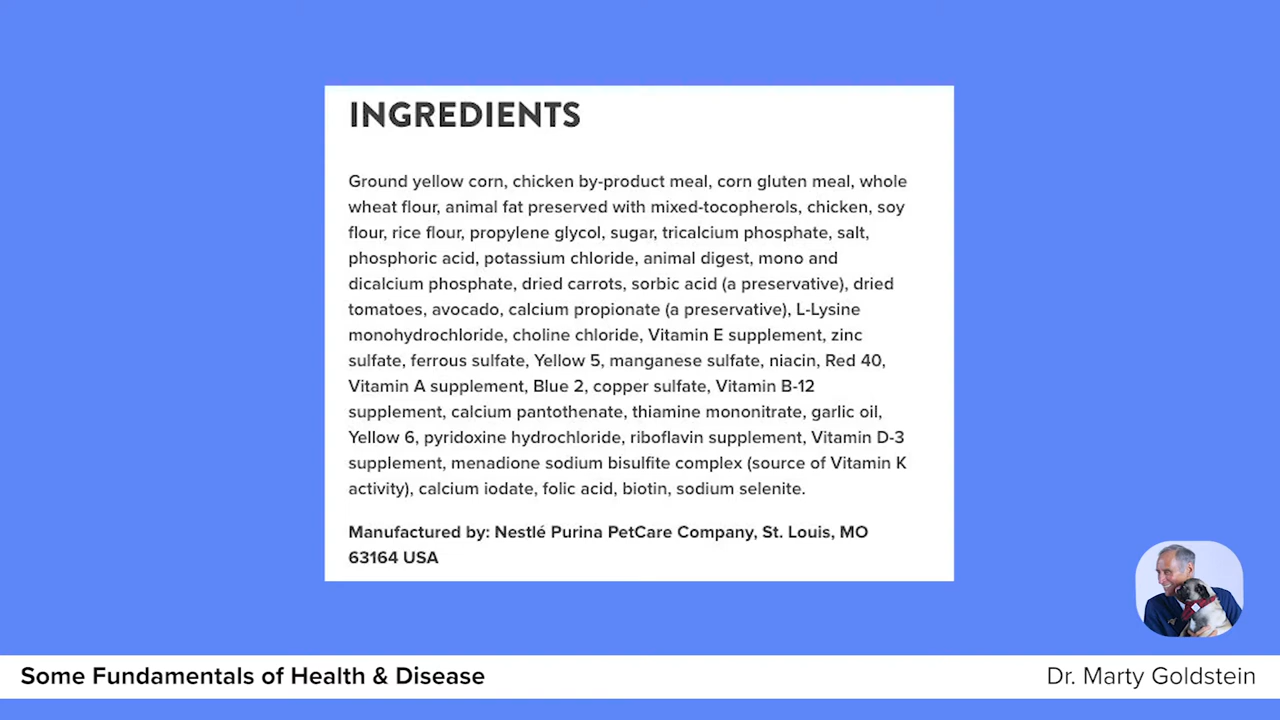 INGREDIENTS
Ground yellow corn, chicken by-product meal, corn gluten meal, whole
wheat flour, animal fat preserved with mixed-tocopherols, chicken, soy
flour, rice flour, propylene glycol, sugar, tricalcium phosphate, salt,
phosphoric acid, potassium chloride, animal digest, mono and
dicalcium phosphate, dried carrots, sorbic acid (a preservative), dried
tomatoes, avocado, calcium propionate (a preservative), L-Lysine
monohydrochloride, choline chloride, Vitamin E supplement, zinc
sulfate, ferrous sulfate, Yellow 5, manganese sulfate, niacin, Red 40,
Vitamin A supplement, Blue 2, copper sulfate, Vitamin B-12
supplement, calcium pantothenate, thiamine mononitrate, garlic oil,
Yellow 6, pyridoxine hydrochloride, riboflavin supplement, Vitamin D-3
supplement, menadione sodium bisulfite complex (source of Vitamin K
activity), calcium iodate, folic acid, biotin, sodium selenite.
Manufactured by: Nestlé Purina PetCare Company, St. Louis, MO
63164 USA
Some Fundamentals of Health & Disease
Dr. Marty Goldstein